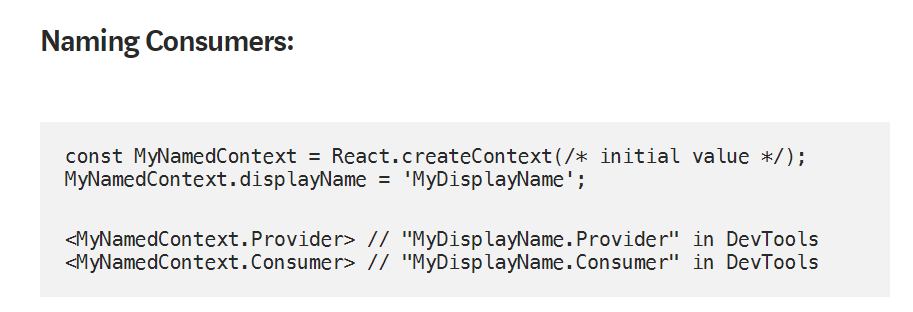 Naming Consumers:
const MyNamedContext = React.createContext(/* initial value */);
MyNamedContext.displayName = 'MyDisplayName';
<MyNamedContext.Provider> // "MyDisplayName.Provider" in DevTools
<MyNamedContext.Consumer> // "MyDisplayName.Consumer" in DevTools